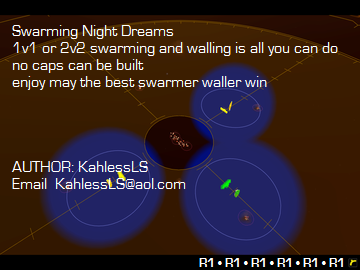 Swarming Night Dreams
1v1 or 2v2 swarming and walling is all you can do
no caps can be built
enjoy may the best swarmer waller win
AUTHOR: KahlessLS
Email KahlessLS@aol.com
R1 • R1 • R1 • R1 • R1 • R1 r